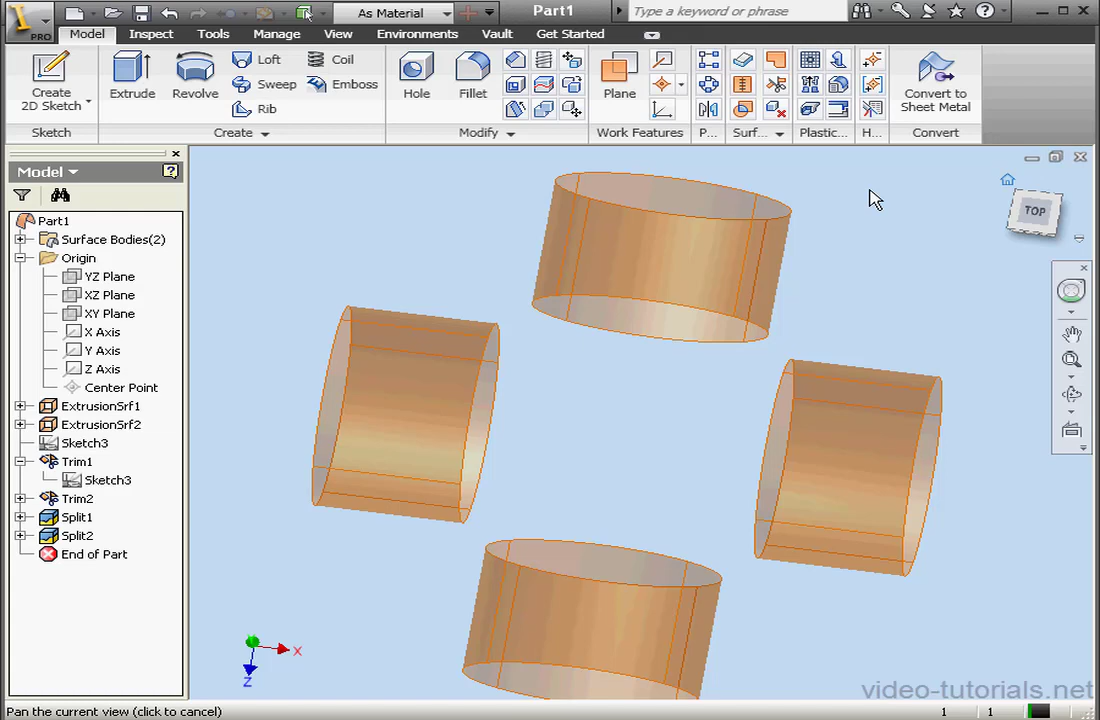 PRO
As Material
Part1
Type a keyword or phrase
Model Inspect Tools Manage View Environments Vault Get Started
Create
2D Sketch
Extrude
Revolve
Loft
Sweep
Rib
Coil
Emboss
Hole
Fillet
Plane
Convert to
Sheet Metal
Sketch
Create
Modify
Work Features
P...
Surf...
Plastic...
H...
Convert
Model
Part1
Surface Bodies(2)
Origin
YZ Plane
XZ Plane
XY Plane
X Axis
Y Axis
Z Axis
Center Point
ExtrusionSrf1
ExtrusionSrf2
Sketch3
Trim1
Sketch3
Trim2
Split1
Split2
End of Part
TOP
X
Z
video-tutorials.net
Pan the current view (click to cancel)
1 1